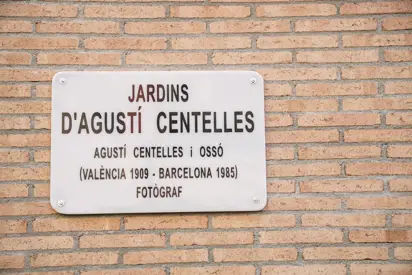 JARDINS
D'AGUSTÍ CENTELLES
AGUSTÍ CENTELLES i OSSÓ
(VALÈNCIA 1909 - BARCELONA 1985)
FOTÒGRAF